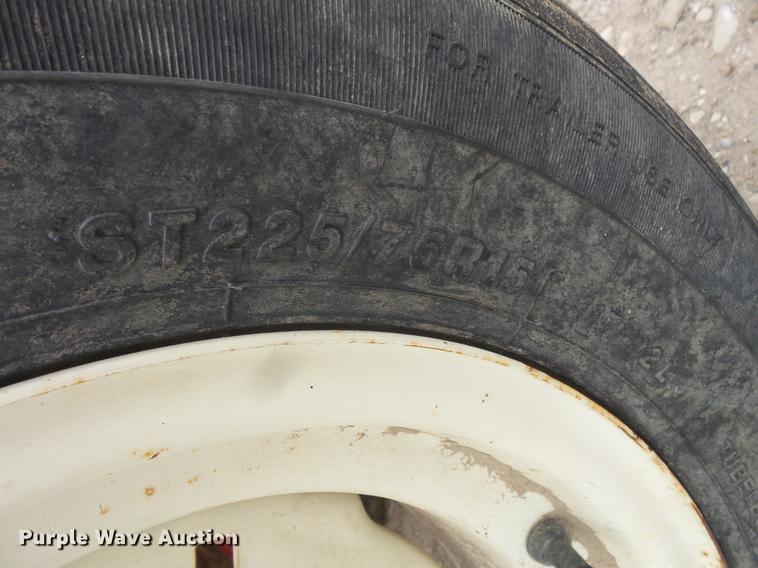 FOR TRAILER USE ONLY
ST225/75R15
Purple Wave Auction